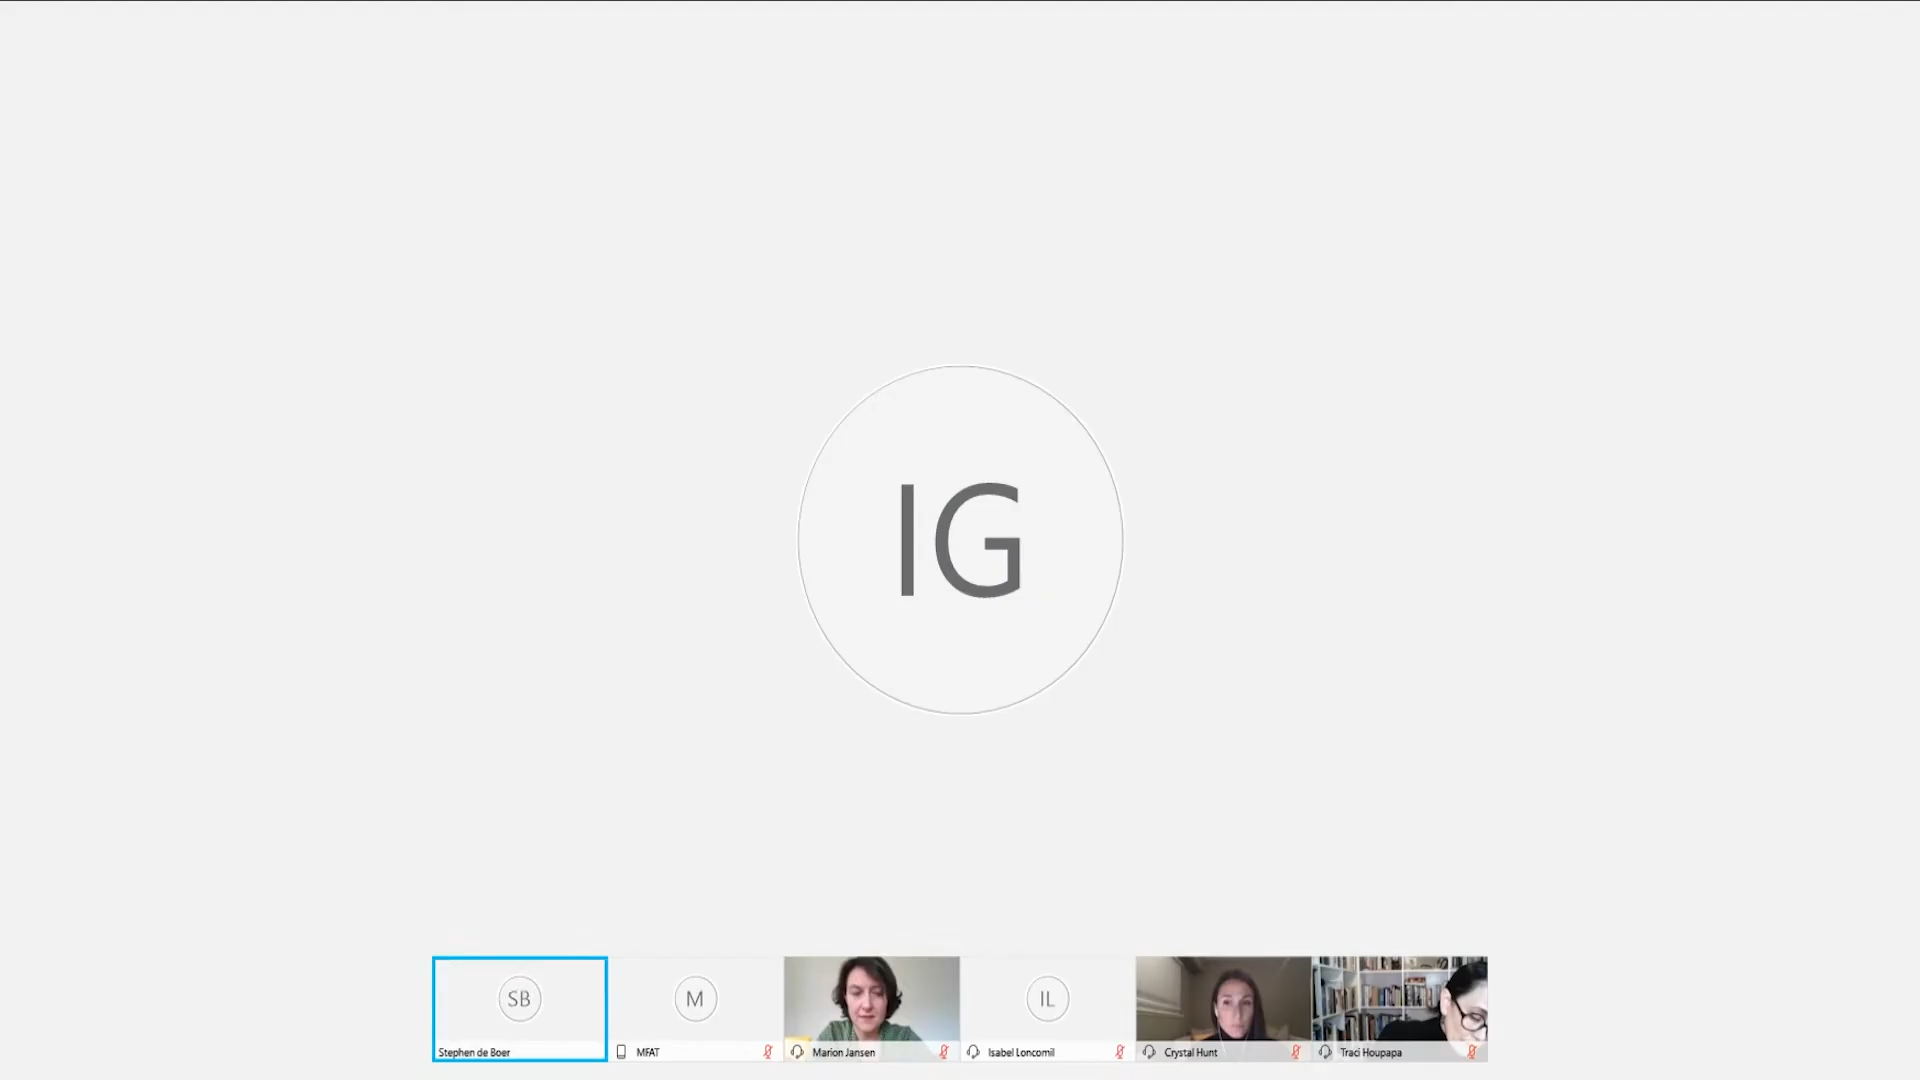 IG
SB
M
IL
Stephen de Boer
MFAT
Marion Jansen
Isabel Loncomil
Crystal Hunt
Traci Houpapa